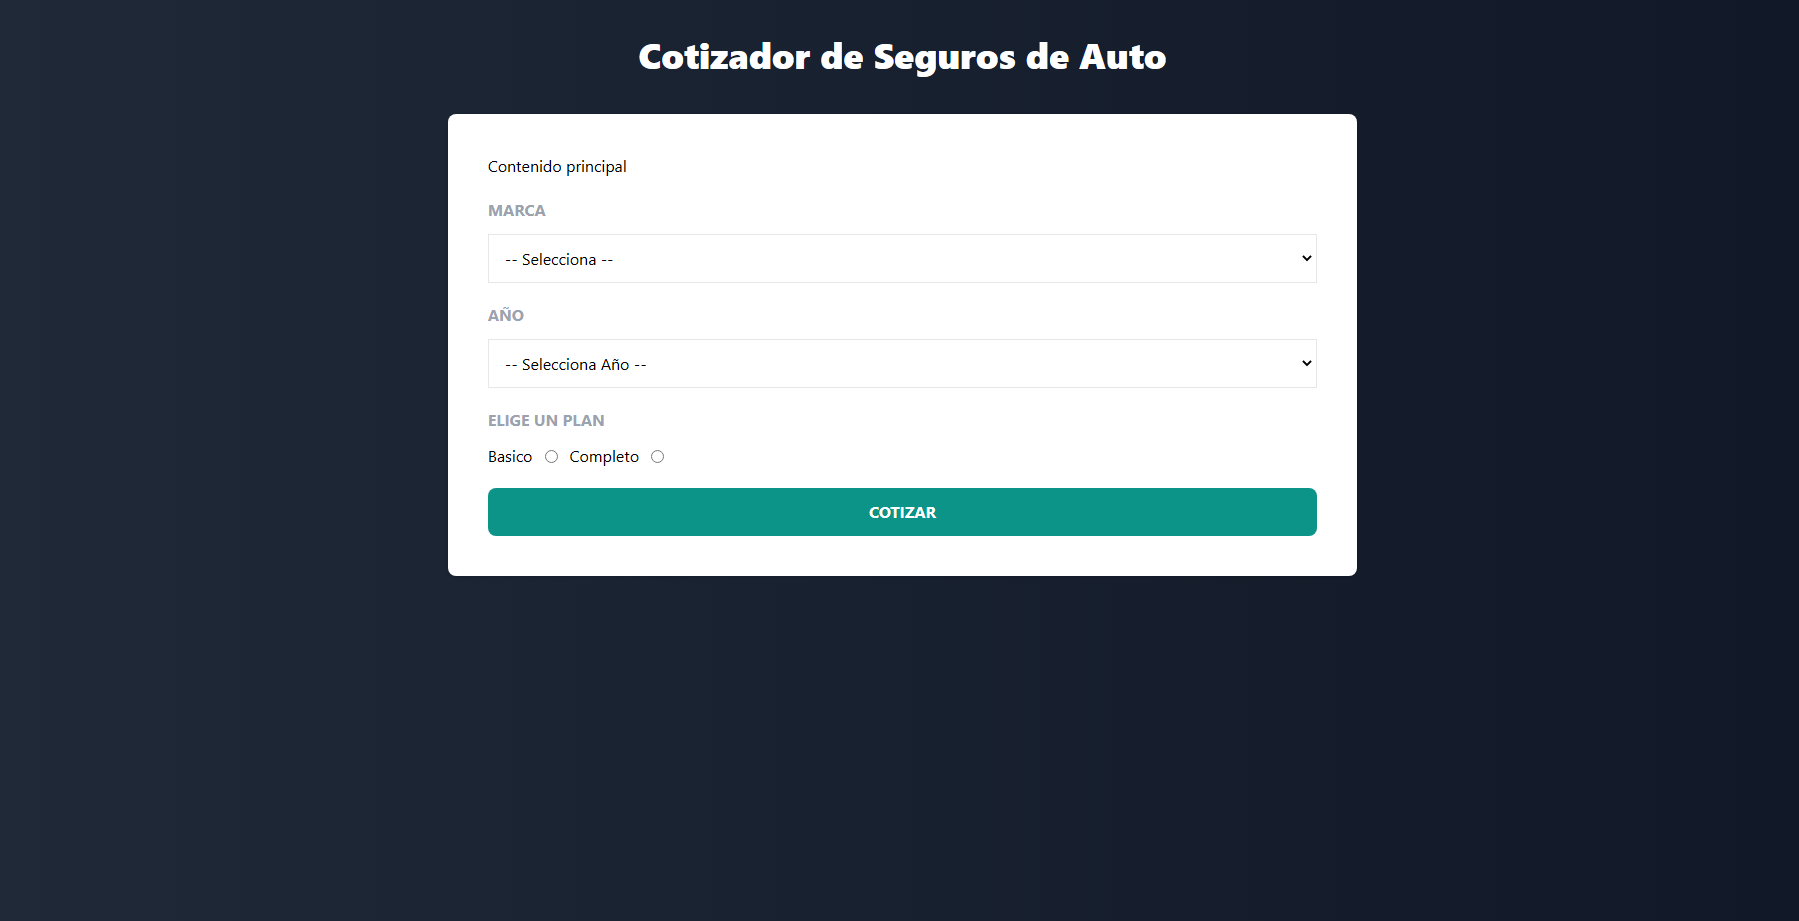 Cotizador de Seguros de Auto
Contenido principal
MARCA
-- Selecciona --
AÑO
-- Selecciona Año --
ELIGE UN PLAN
Basico Completo
COTIZAR